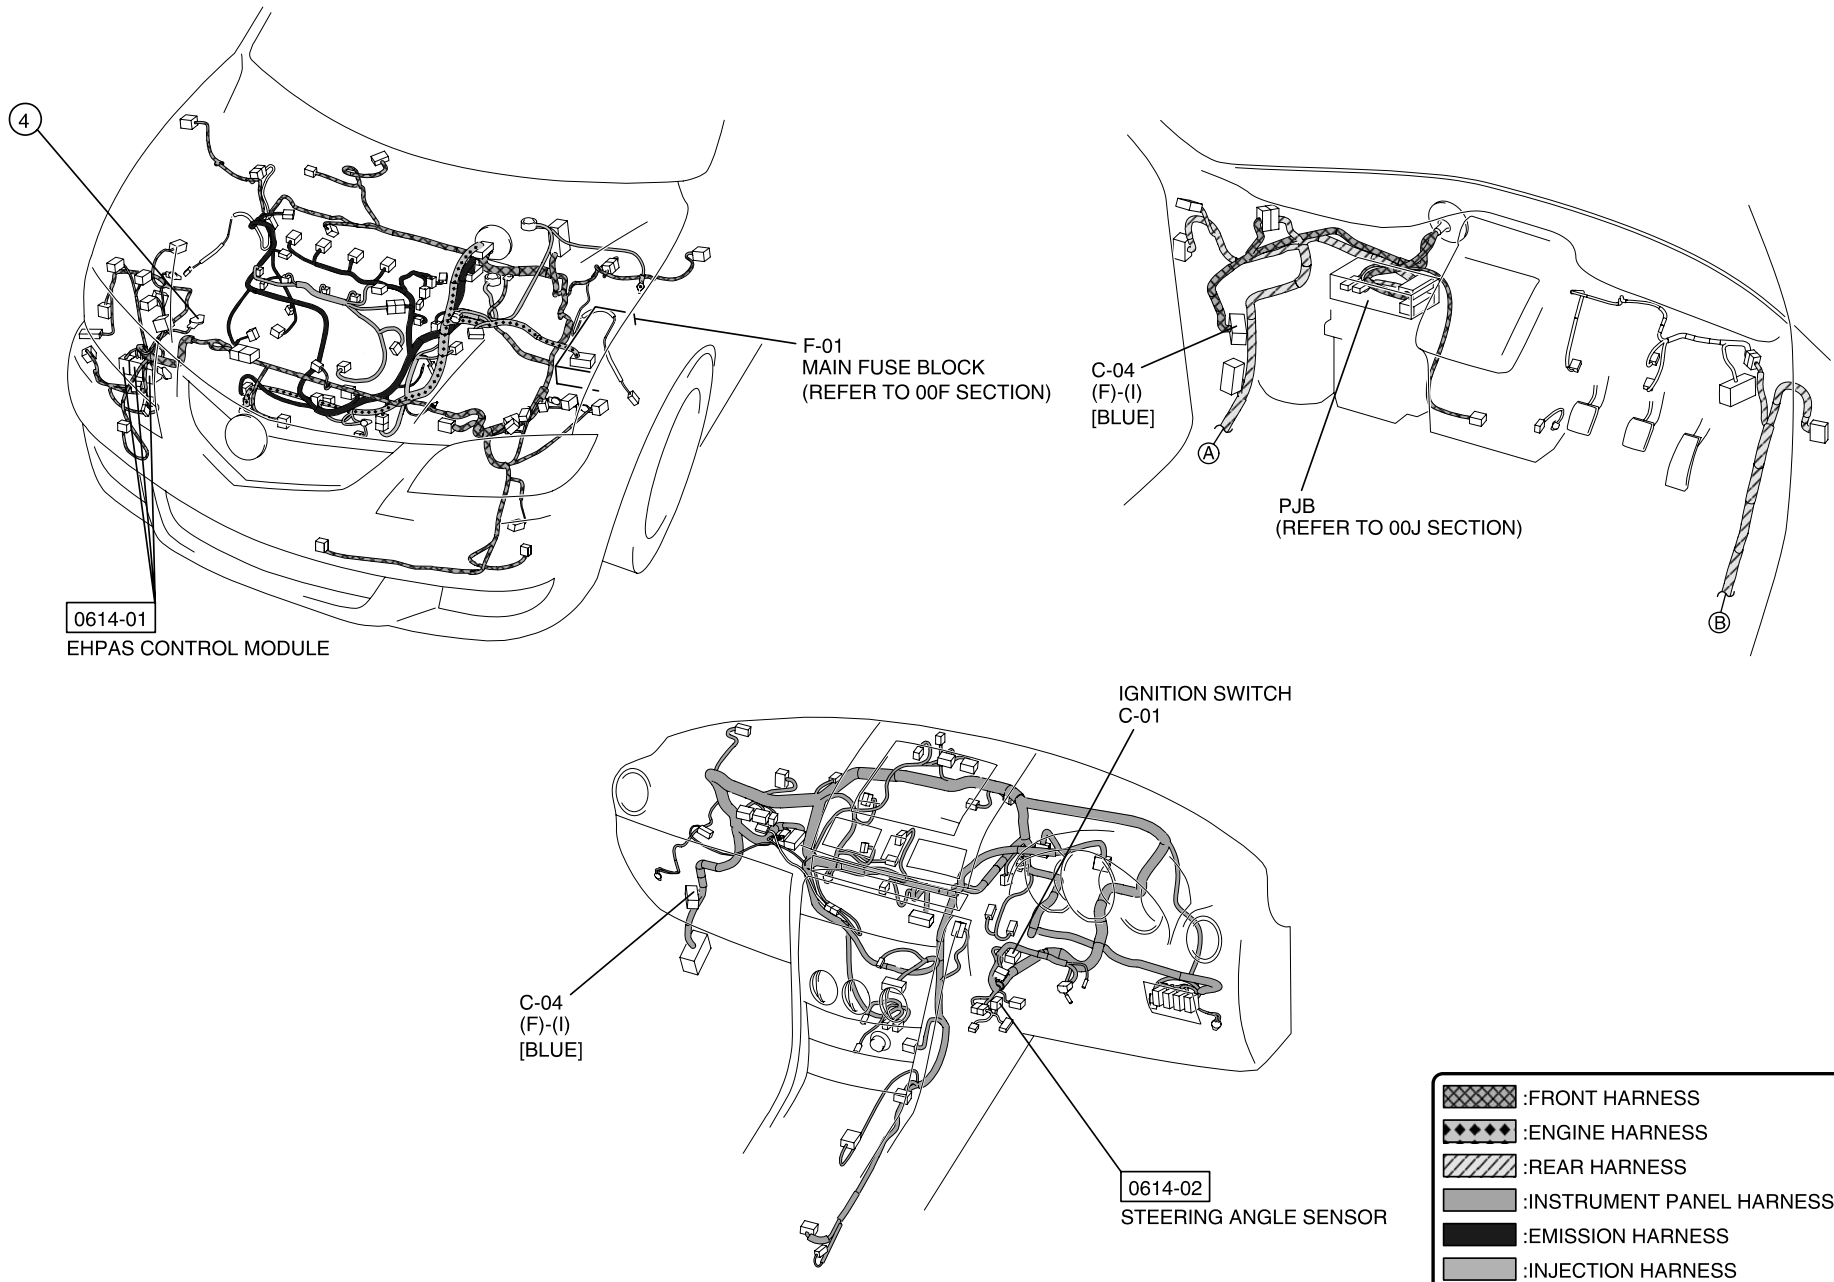 4
F-01
MAIN FUSE BLOCK
(REFER TO 00F SECTION)
0614-01
EHPAS CONTROL MODULE
C-04
(F)-(I)
[BLUE]
A
PJB
(REFER TO 00J SECTION)
B
IGNITION SWITCH
C-01
C-04
(F)-(I)
[BLUE]
0614-02
STEERING ANGLE SENSOR
:FRONT HARNESS
:ENGINE HARNESS
:REAR HARNESS
:INSTRUMENT PANEL HARNESS
:EMISSION HARNESS
:INJECTION HARNESS